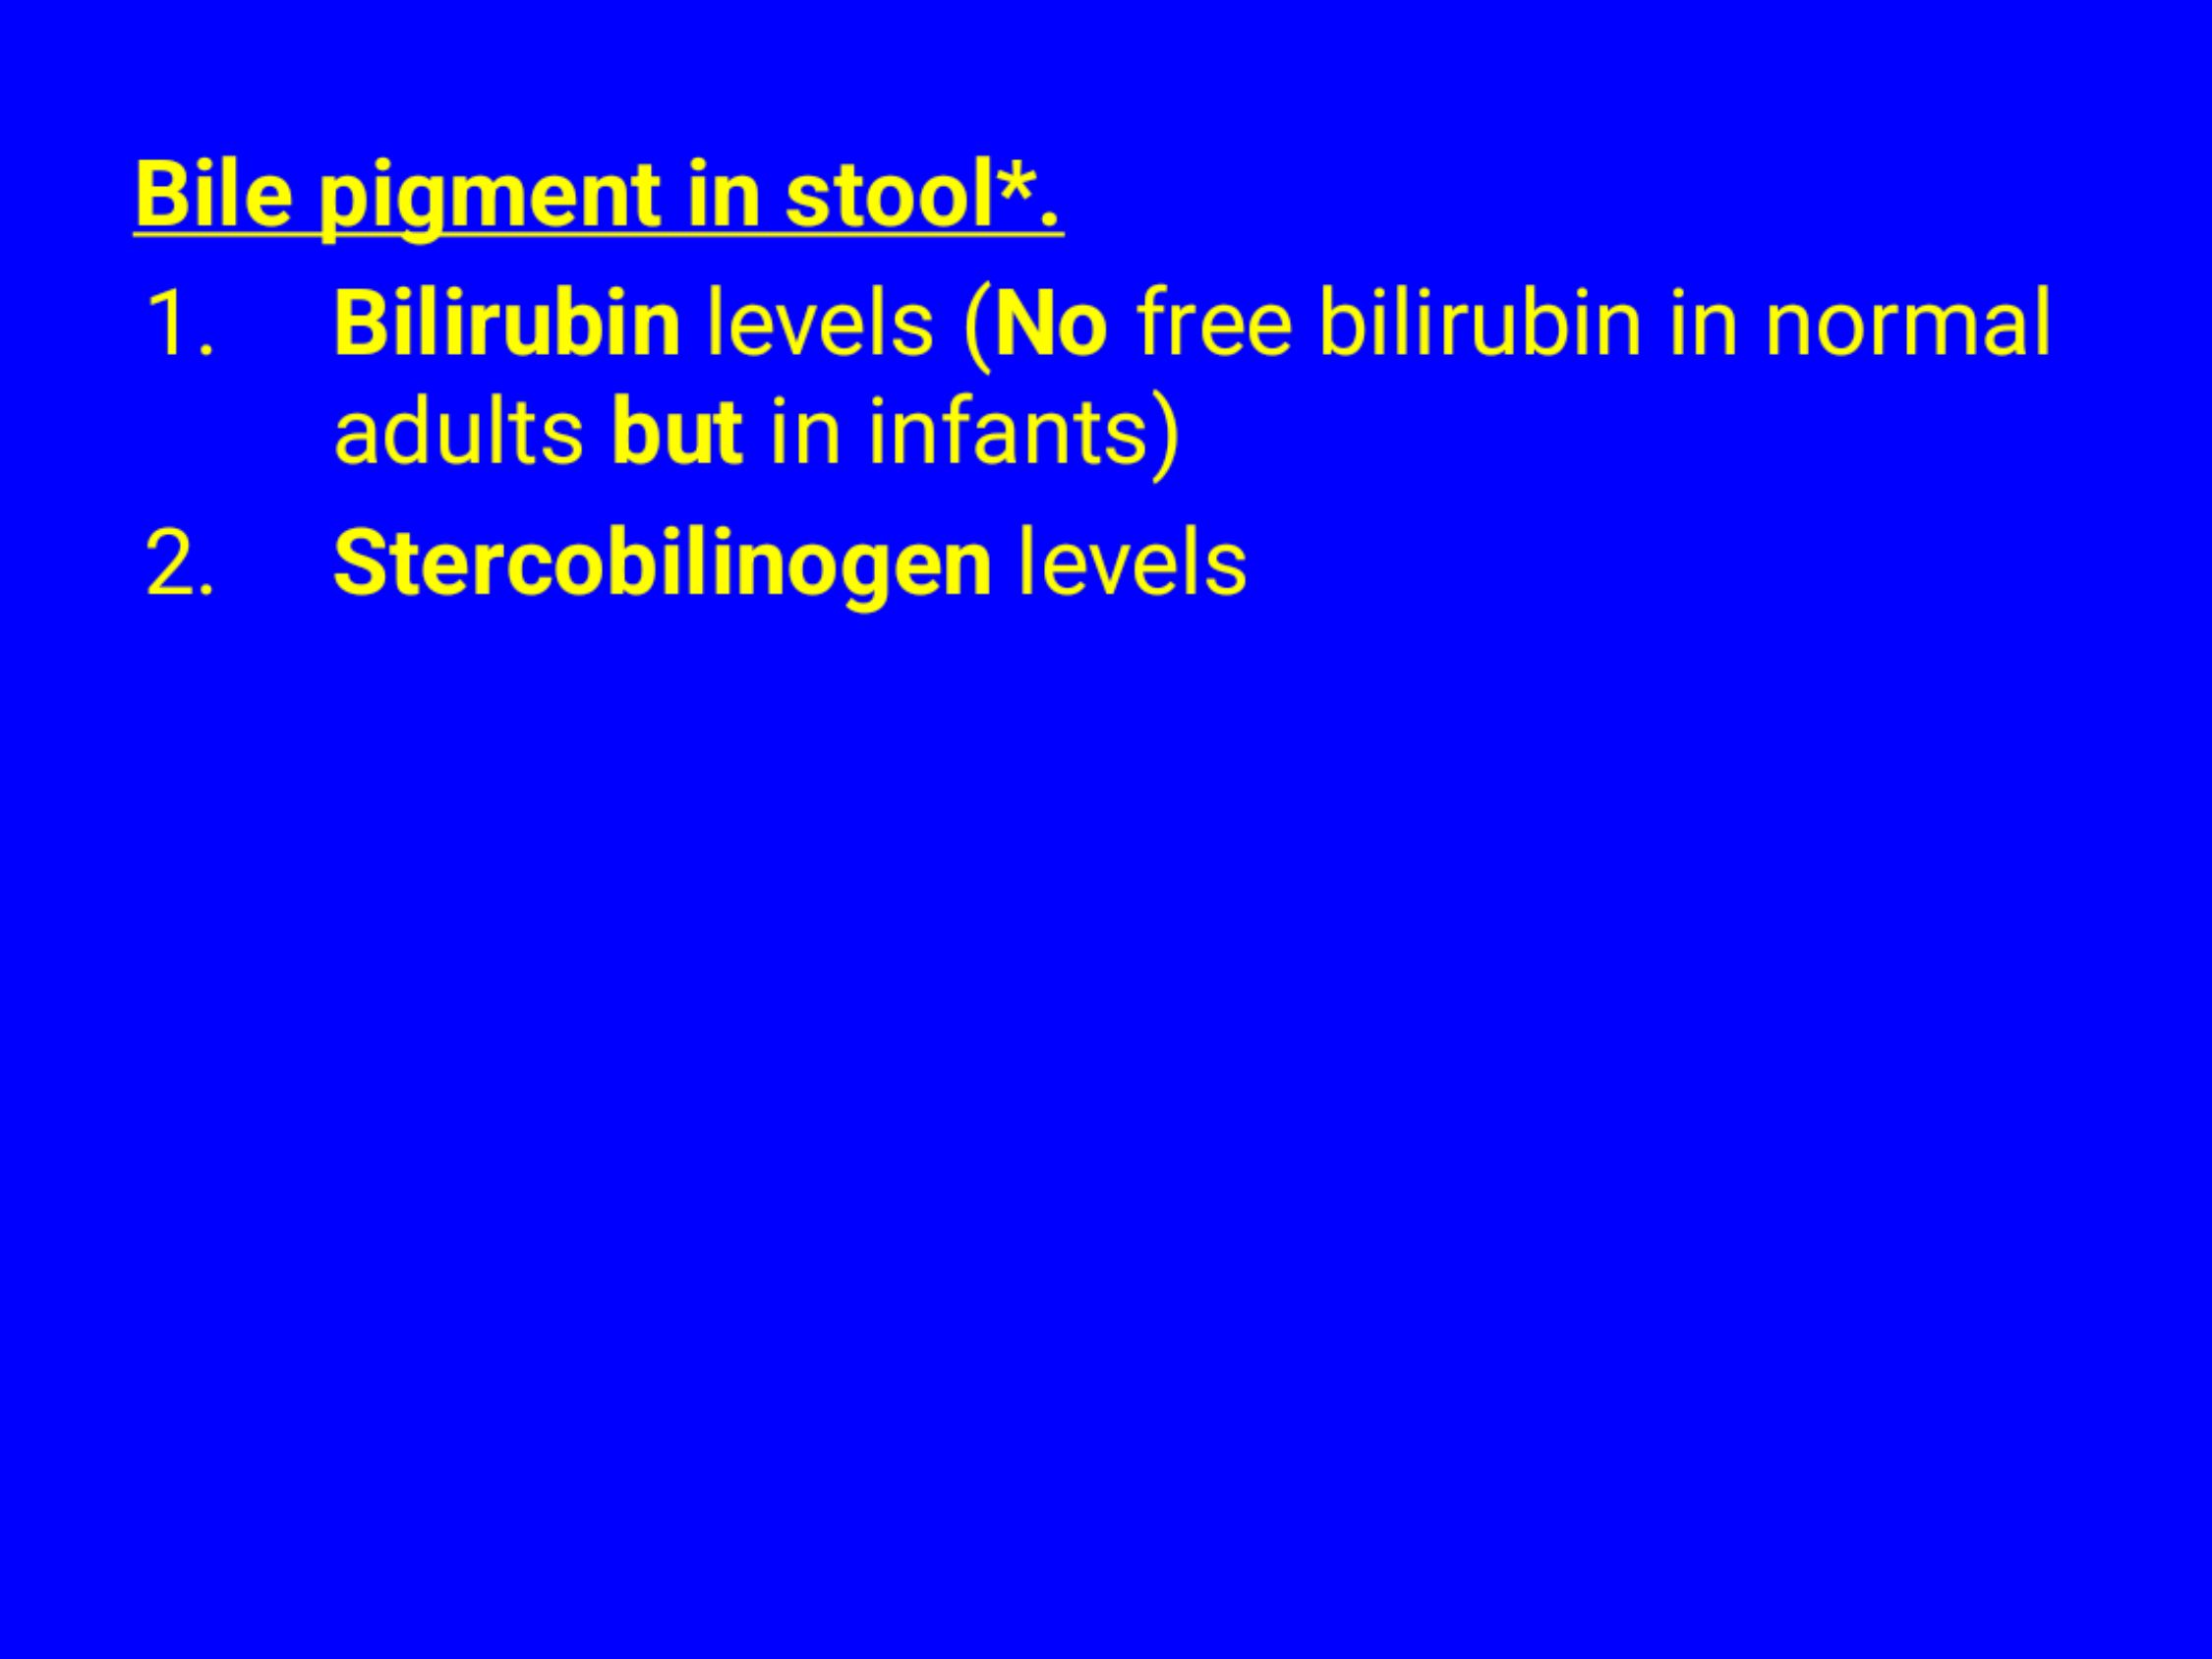 Bile pigment in stool*.
1. Bilirubin levels (No free bilirubin in normal
adults but in infants)
2. Stercobilinogen levels